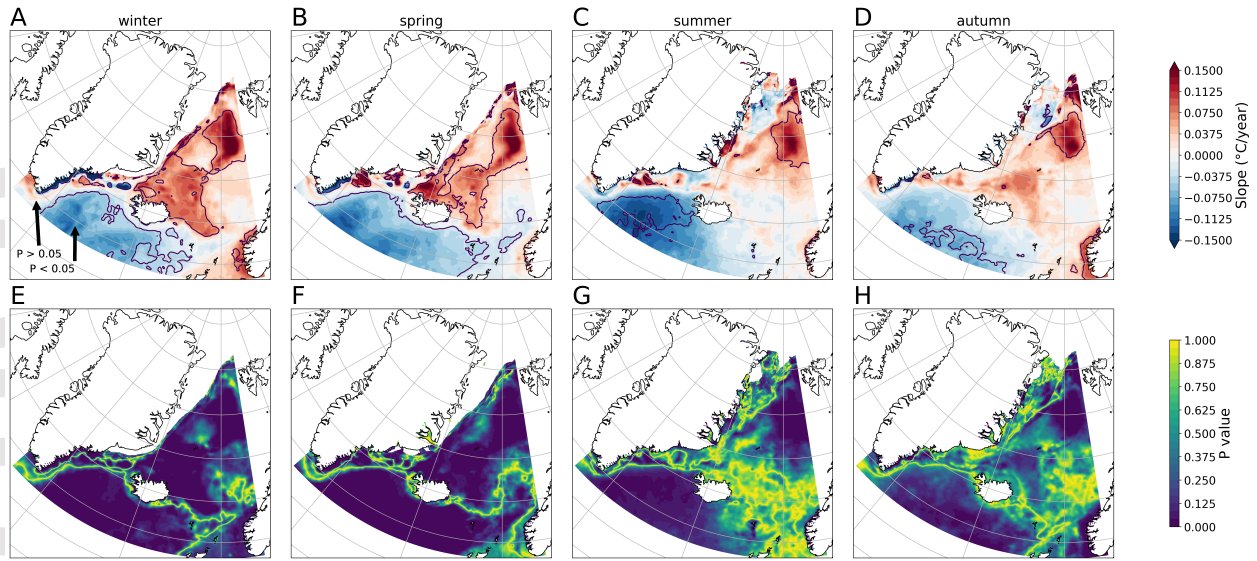 A
winter
B
spring
C
summer
D
autumn
P > 0.05
P < 0.05
0.1500
0.1125
0.0750
0.0375
0.0000
−0.0375
−0.0750
−0.1125
−0.1500
Slope (°C/year)
E
F
G
H
1.000
0.875
0.750
0.625
0.500
0.375
0.250
0.125
0.000
P value